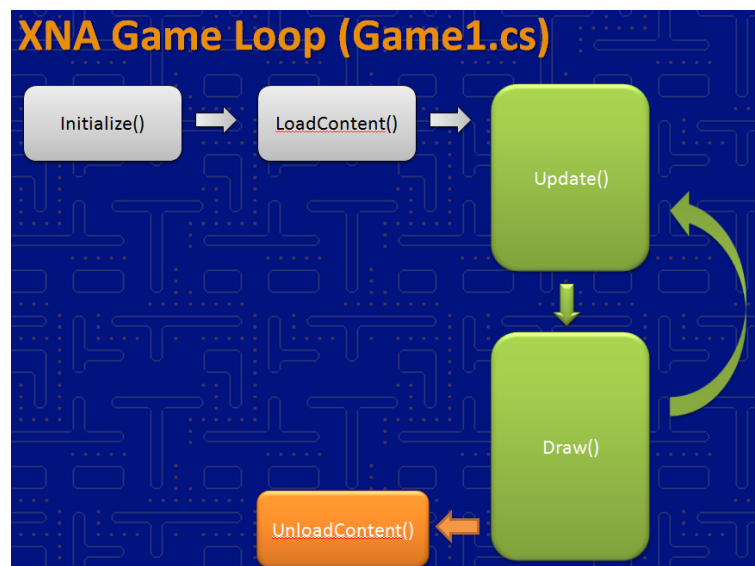 XNA Game Loop (Game1.cs)
Initialize()
LoadContent()
Update()
Draw()
UnloadContent()